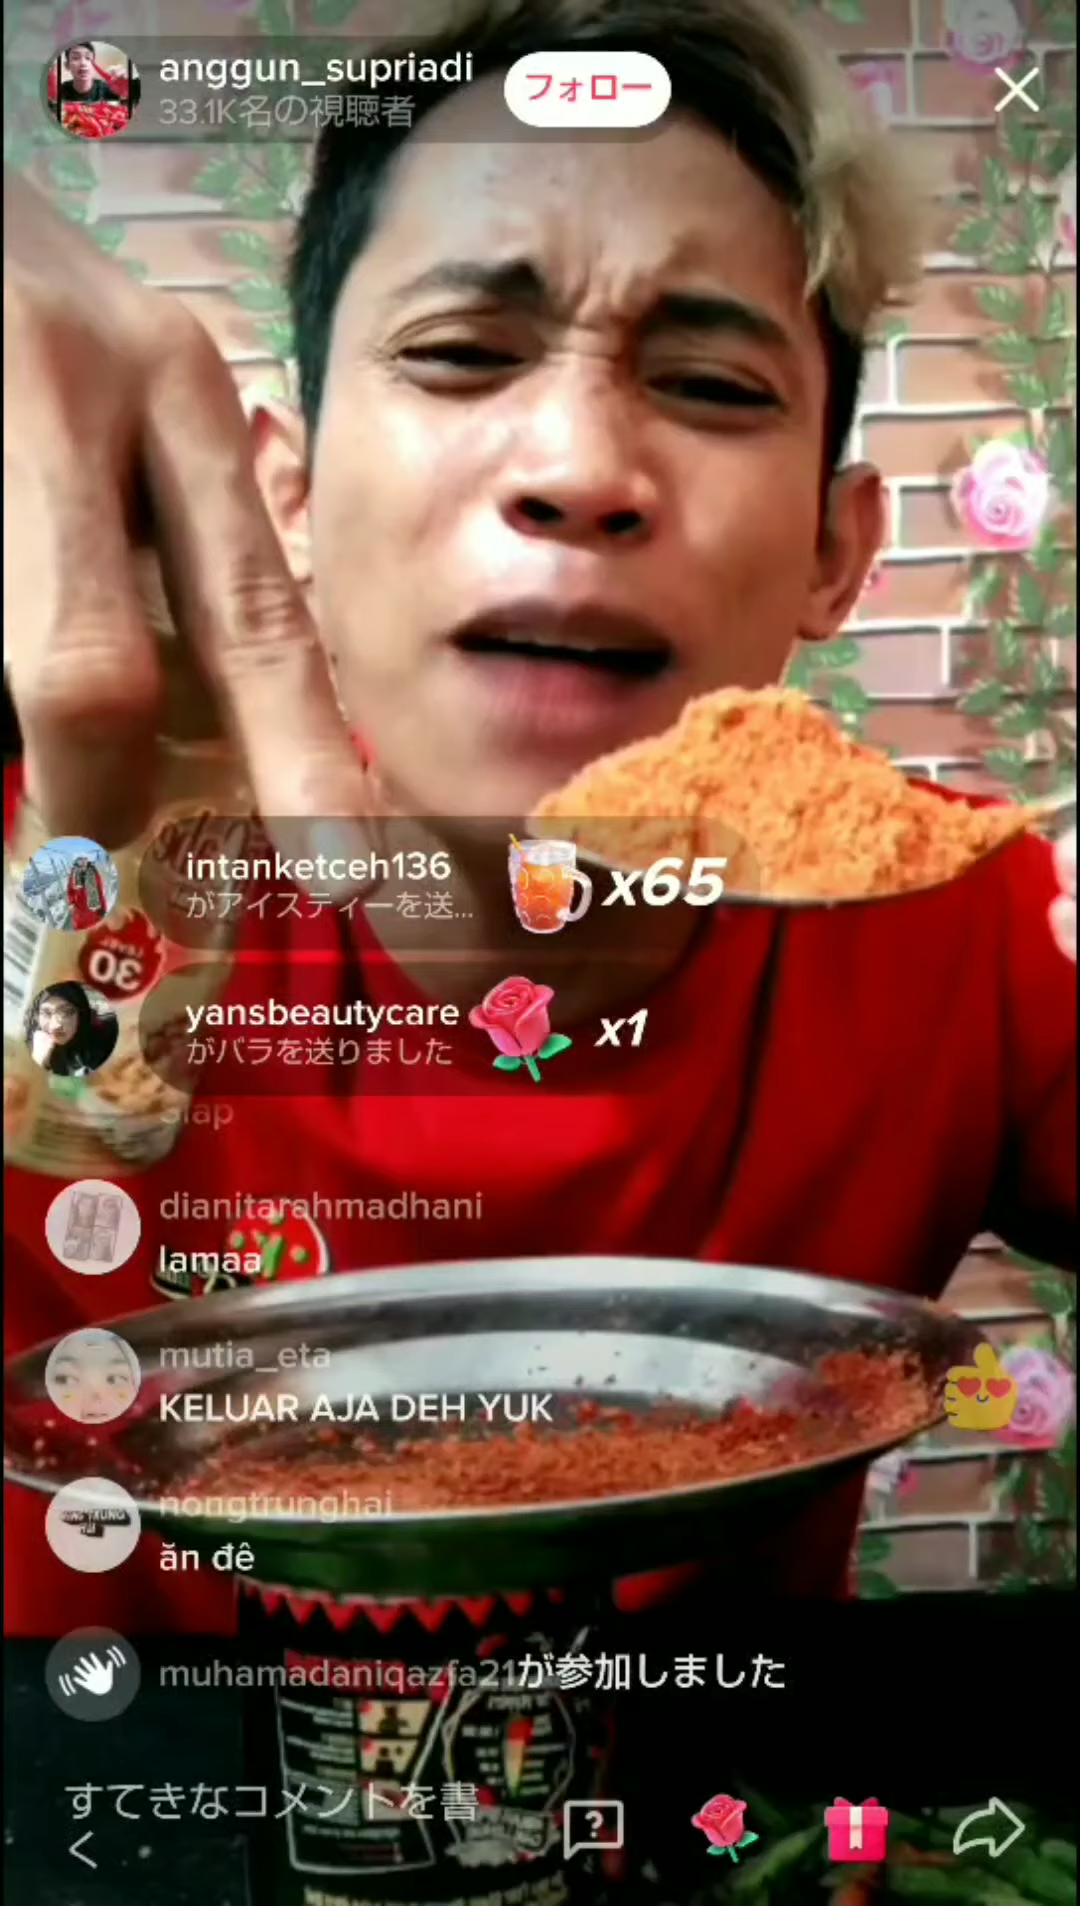 anggun_supriadi
33.1K名の視聴者
フォロー
intanketceh136
がアイスティーを送...
x65
30
yansbeautycare
がバラを送りました
x1
Siap
dianitarahmadhani
lamaa
mutia_eta
KELUAR AJA DEH YUK
nongtrunghai
ăn đê
muhamadaniqazfa21が参加しました
すてきなコメントを書